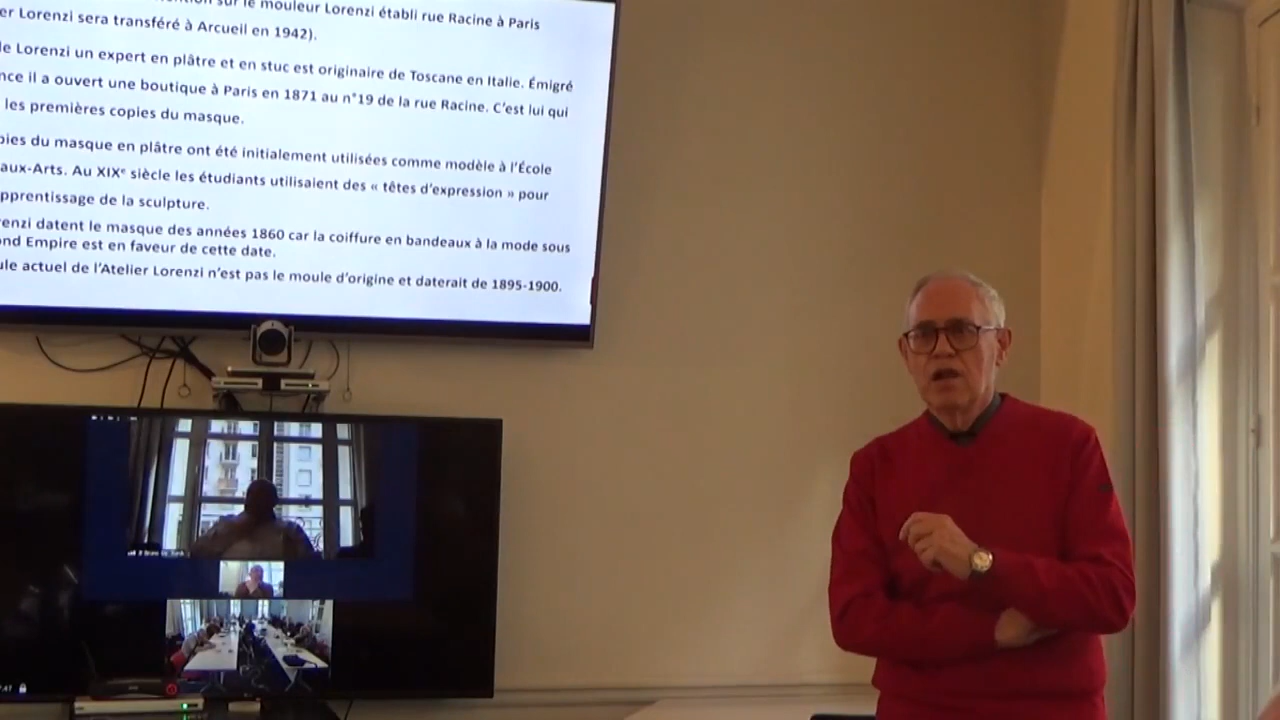 sur le mouleur Lorenzi établi rue Racine à Paris
er Lorenzi sera transféré à Arcueil en 1942).
le Lorenzi un expert en plâtre et en stuc est originaire de Toscane en Italie. Émigré
nce il a ouvert une boutique à Paris en 1871 au n°19 de la rue Racine. C’est lui qui
les premières copies du masque.
pies du masque en plâtre ont été initialement utilisées comme modèle à l’École
aux-Arts. Au XIXe siècle les étudiants utilisaient des « têtes d’expression » pour
pprentissage de la sculpture.
renzi datent le masque des années 1860 car la coiffure en bandeaux à la mode sous
ond Empire est en faveur de cette date.
ule actuel de l’Atelier Lorenzi n’est pas le moule d’origine et daterait de 1895-1900.